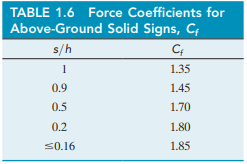 TABLE 1.6 Force Coefficients for
Above-Ground Solid Signs, Cf
s/h Cf
1 1.35
0.9 1.45
0.5 1.70
0.2 1.80
≤0.16 1.85